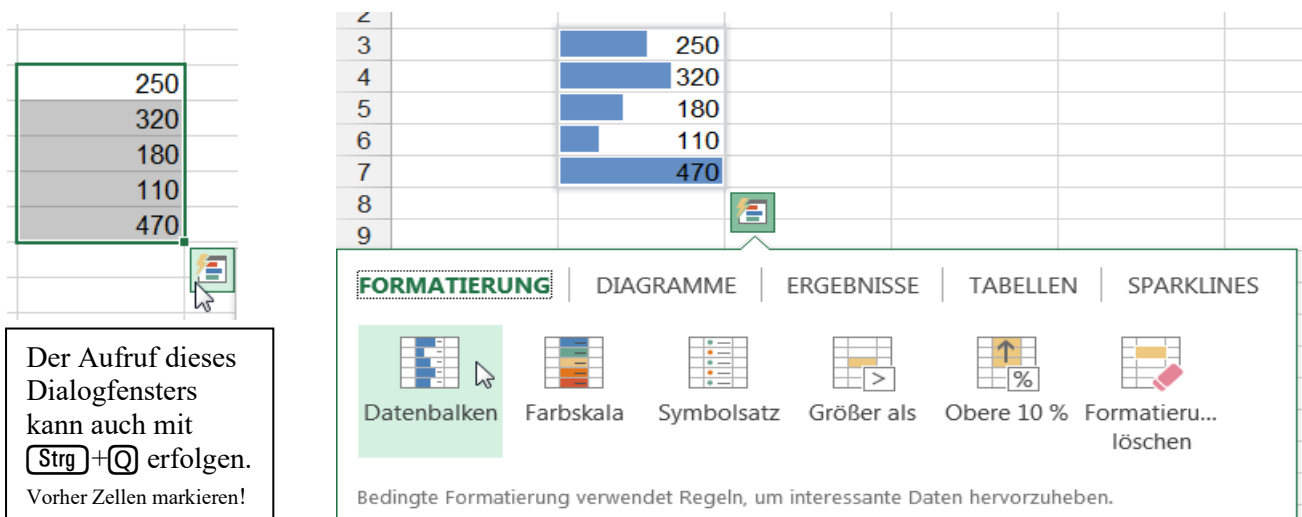 250
320
180
110
470
Der Aufruf dieses
Dialogfensters
kann auch mit
Strg+Q erfolgen.
Vorher Zellen markieren!
2
3 250
4 320
5 180
6 110
7 470
8
9
FORMATIERUNG DIAGRAMME ERGEBNISSE TABELLEN SPARKLINES
> %
Datenbalken Farbskala Symbolsatz Größer als Obere 10 % Formatieru...
löschen
Bedingte Formatierung verwendet Regeln, um interessante Daten hervorzuheben.